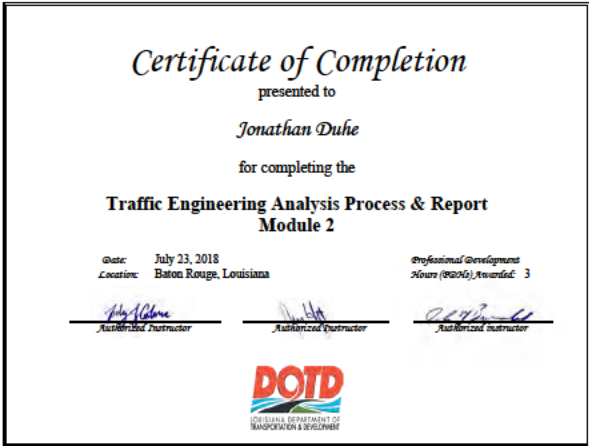 Certificate of Completion
presented to
Jonathan Duhe
for completing the
Traffic Engineering Analysis Process & Report
Module 2
Date: July 23, 2018
Location: Baton Rouge, Louisiana
Professional Development
Hours (PDHs) Awarded: 3
Authorized Instructor
Authorized Instructor
Authorized instructor
DOTD
LOUISIANA DEPARTMENT OF
TRANSPORTATION & DEVELOPMENT